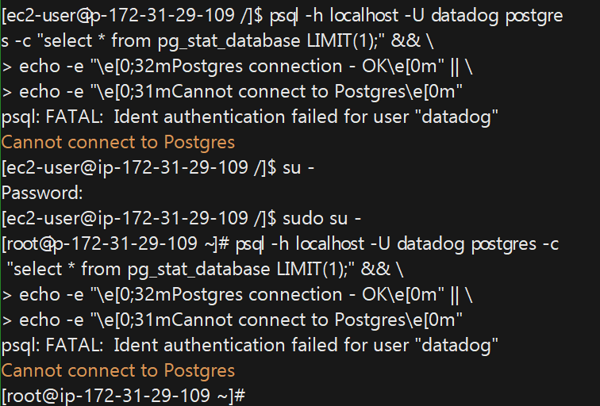 [ec2-user@ip-172-31-29-109 /]$ psql -h localhost -U datadog postgre
s -c "select * from pg_stat_database LIMIT(1);" && \
> echo -e "\e[0;32mPostgres connection - OK\e[0m" || \
> echo -e "\e[0;31mCannot connect to Postgres\e[0m"
psql: FATAL:  Ident authentication failed for user "datadog"
Cannot connect to Postgres
[ec2-user@ip-172-31-29-109 /]$ su -
Password:
[ec2-user@ip-172-31-29-109 /]$ sudo su -
[root@ip-172-31-29-109 ~]# psql -h localhost -U datadog postgres -c
 "select * from pg_stat_database LIMIT(1);" && \
> echo -e "\e[0;32mPostgres connection - OK\e[0m" || \
> echo -e "\e[0;31mCannot connect to Postgres\e[0m"
psql: FATAL:  Ident authentication failed for user "datadog"
Cannot connect to Postgres
[root@ip-172-31-29-109 ~]#